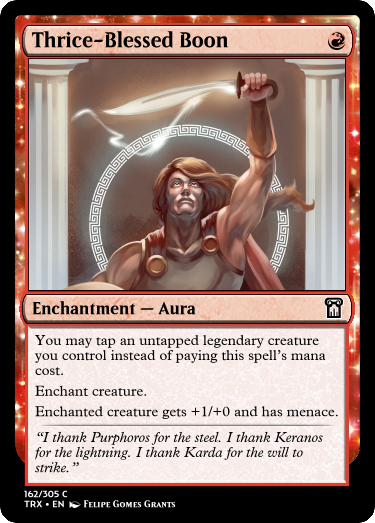 Thrice-Blessed Boon
Enchantment — Aura
You may tap an untapped legendary creature
you control instead of paying this spell's mana
cost.
Enchant creature.
Enchanted creature gets +1/+0 and has menace.
“I thank Purphoros for the steel. I thank Keranos
for the lightning. I thank Karda for the will to
strike.”
162/305 C
TRX • EN Felipe Gomes Grants